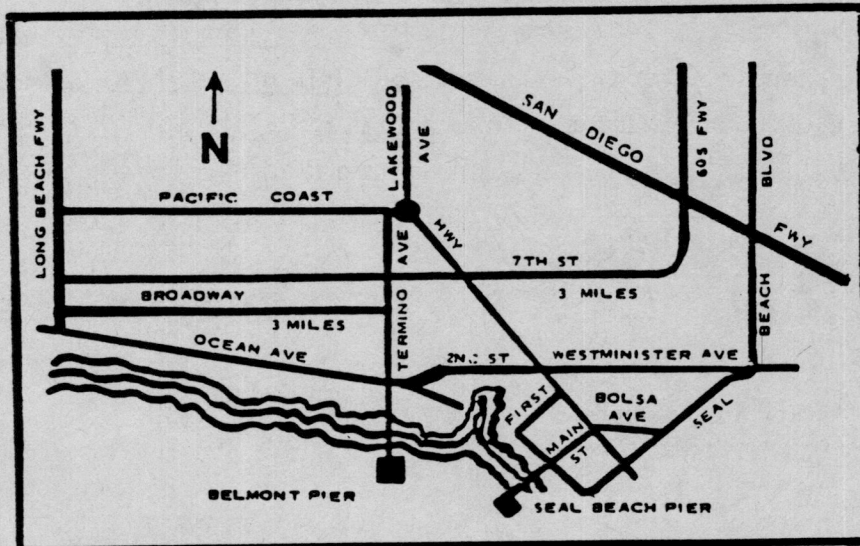 N
LONG BEACH FWY
LAKEWOOD
AVE
SAN DIEGO
FWY
605 FWY
BEACH BLVD
PACIFIC COAST
HWY
TERMINO AVE
7TH ST
3 MILES
BROADWAY
3 MILES
OCEAN AVE
2ND ST
WESTMINISTER AVE
FIRST
BOLSA
AVE
SEAL
MAIN
ST
BELMONT PIER
SEAL BEACH PIER